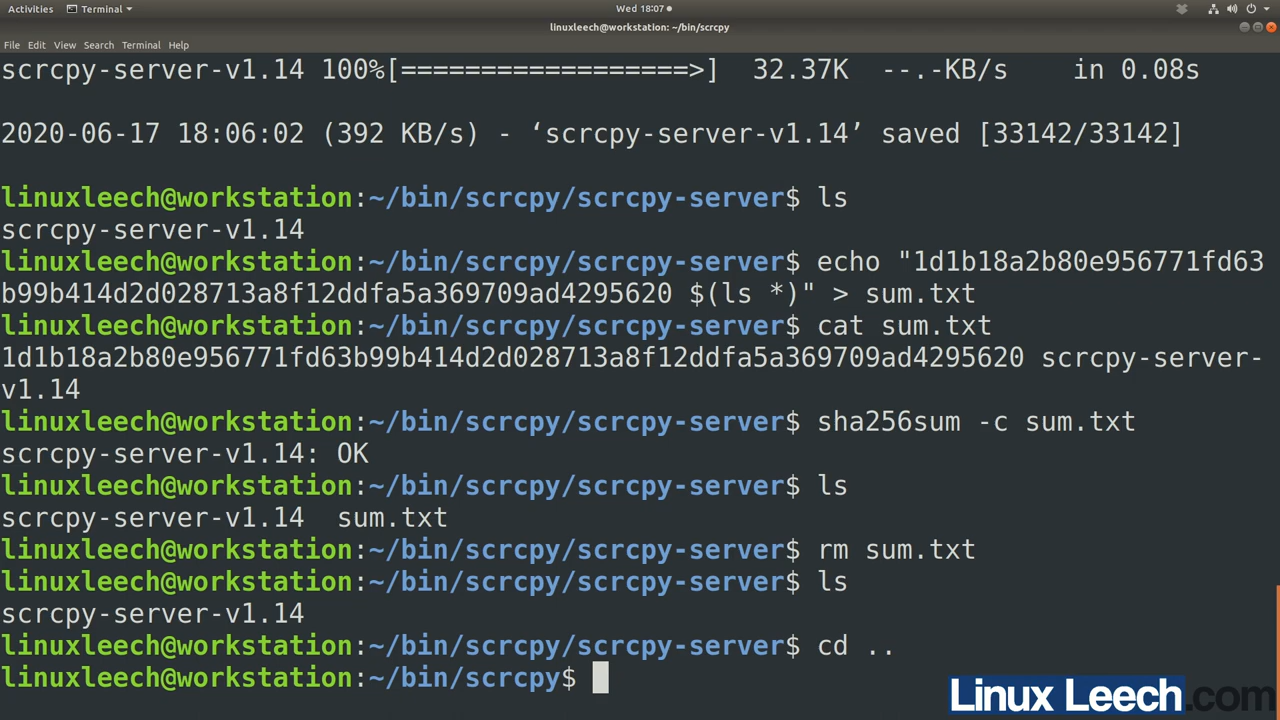 Activities Terminal Wed 18:07
linuxleech@workstation: ~/bin/scrcpy
File Edit View Search Terminal Help
scrcpy-server-v1.14 100%[==================>] 32.37K --.-KB/s in 0.08s
2020-06-17 18:06:02 (392 KB/s) - ‘scrcpy-server-v1.14’ saved [33142/33142]
linuxleech@workstation:~/bin/scrcpy/scrcpy-server$ ls
scrcpy-server-v1.14
linuxleech@workstation:~/bin/scrcpy/scrcpy-server$ echo "1d1b18a2b80e956771fd63
b99b414d2d028713a8f12ddfa5a369709ad4295620 $(ls *)" > sum.txt
linuxleech@workstation:~/bin/scrcpy/scrcpy-server$ cat sum.txt
1d1b18a2b80e956771fd63b99b414d2d028713a8f12ddfa5a369709ad4295620 scrcpy-server-
v1.14
linuxleech@workstation:~/bin/scrcpy/scrcpy-server$ sha256sum -c sum.txt
scrcpy-server-v1.14: OK
linuxleech@workstation:~/bin/scrcpy/scrcpy-server$ ls
scrcpy-server-v1.14 sum.txt
linuxleech@workstation:~/bin/scrcpy/scrcpy-server$ rm sum.txt
linuxleech@workstation:~/bin/scrcpy/scrcpy-server$ ls
scrcpy-server-v1.14
linuxleech@workstation:~/bin/scrcpy/scrcpy-server$ cd ..
linuxleech@workstation:~/bin/scrcpy$
Linux Leech.com